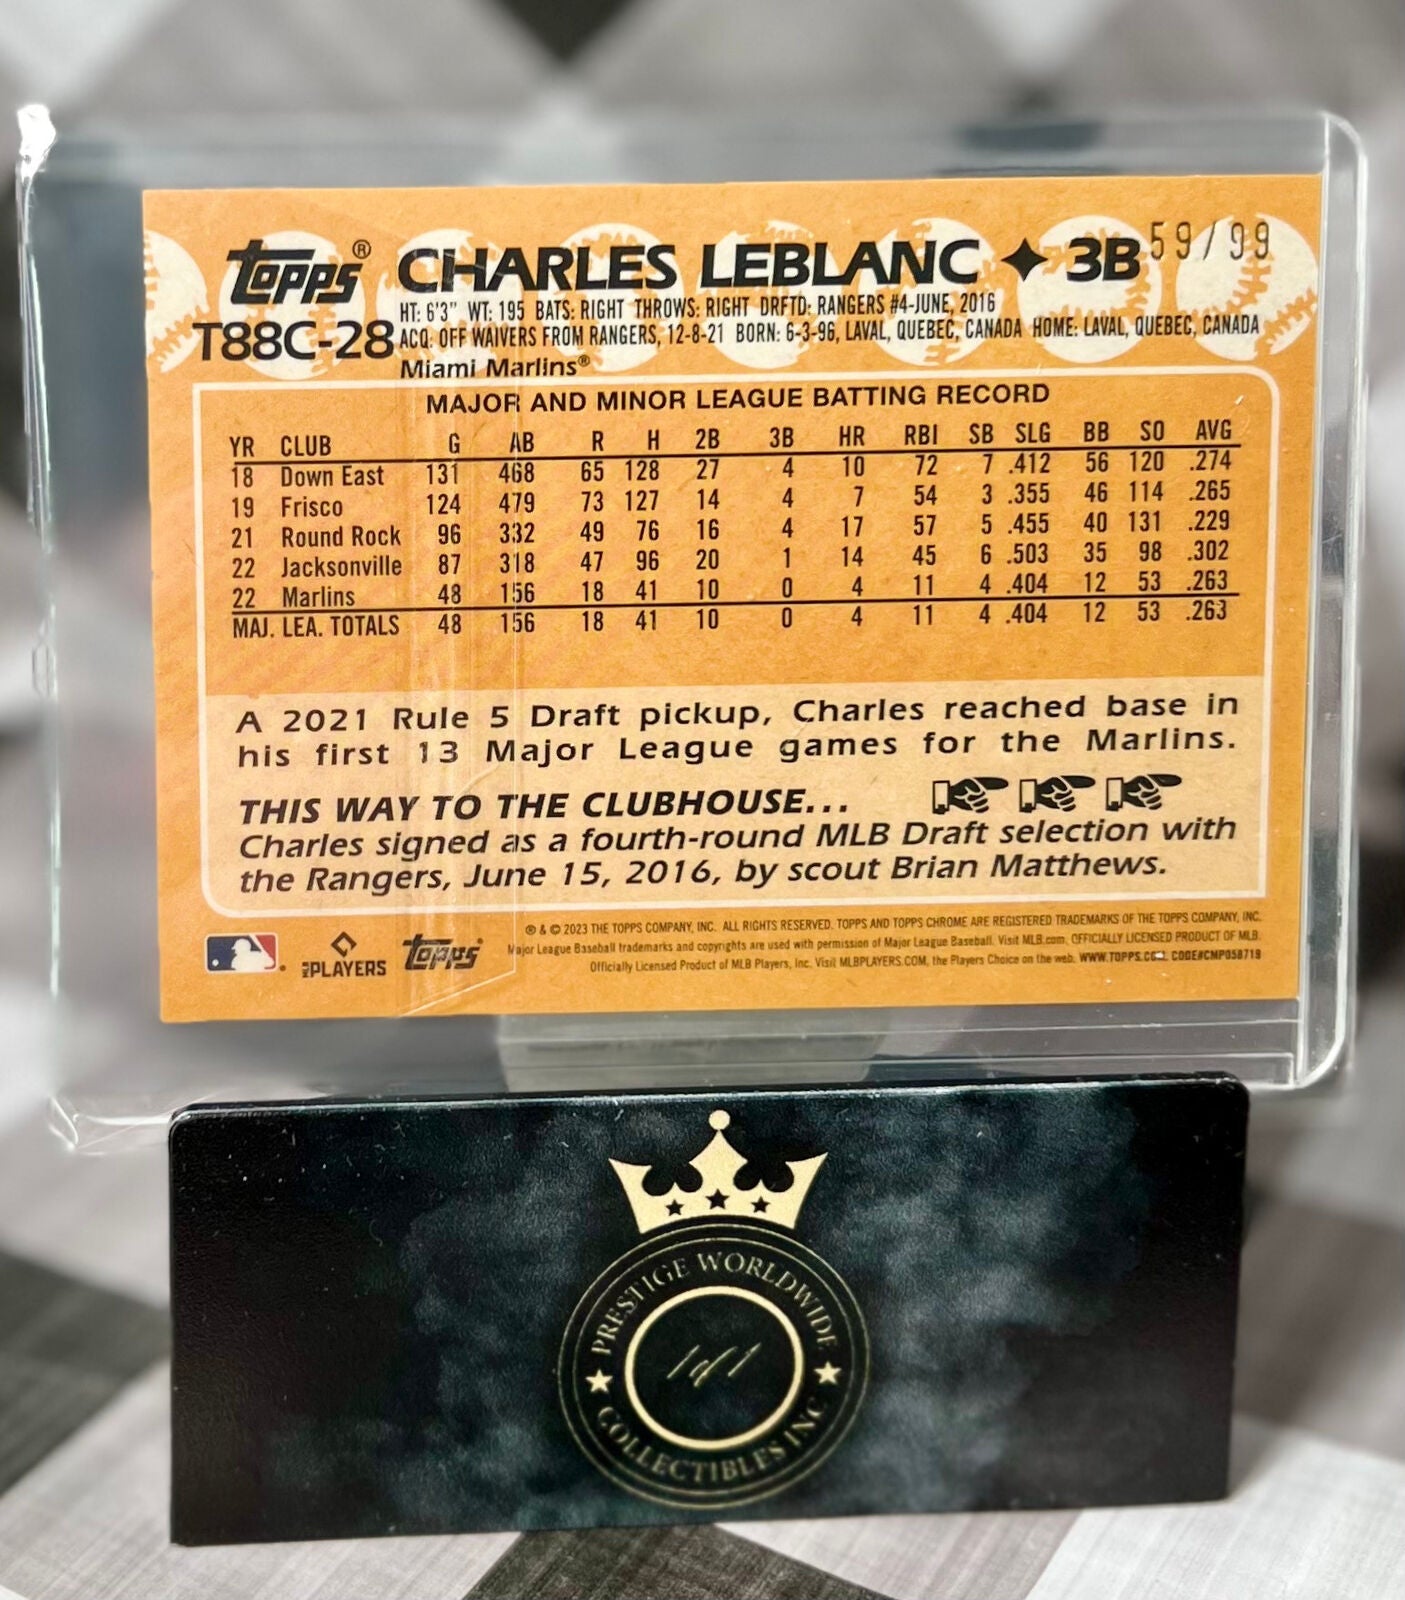 Topps® CHARLES LEBLANC ✦ 3B 59/99
T88C-28
HT: 6'3" WT: 195 BATS: RIGHT THROWS: RIGHT DRFTD: RANGERS #4-JUNE, 2016
ACQ: OFF WAIVERS FROM RANGERS, 12-8-21 BORN: 6-3-96, LAVAL, QUEBEC, CANADA HOME: LAVAL, QUEBEC, CANADA
Miami Marlins®
MAJOR AND MINOR LEAGUE BATTING RECORD
YR CLUB G AB R H 2B 3B HR RBI SB SLG BB SO AVG
18 Down East 131 468 65 128 27 4 10 72 7 .412 56 120 .274
19 Frisco 124 479 73 127 14 4 7 54 3 .355 46 114 .265
21 Round Rock 96 332 49 76 16 4 17 57 5 .455 40 131 .229
22 Jacksonville 87 318 47 96 20 1 14 45 6 .503 35 98 .302
22 Marlins 48 156 18 41 10 0 4 11 4 .404 12 53 .263
MAJ. LEA. TOTALS 48 156 18 41 10 0 4 11 4 .404 12 53 .263
A 2021 Rule 5 Draft pickup, Charles reached base in
his first 13 Major League games for the Marlins.
THIS WAY TO THE CLUBHOUSE...
Charles signed as a fourth-round MLB Draft selection with
the Rangers, June 15, 2016, by scout Brian Matthews.
® & © 2023 THE TOPPS COMPANY, INC. ALL RIGHTS RESERVED. TOPPS AND TOPPS CHROME ARE REGISTERED TRADEMARKS OF THE TOPPS COMPANY, INC.
Major League Baseball trademarks and copyrights are used with permission of Major League Baseball. Visit MLB.com. OFFICIALLY LICENSED PRODUCT OF MLB.
Officially Licensed Product of MLB Players, Inc. Visit MLBPLAYERS.COM, the Players Choice on the web. WWW.TOPPS.COM CODE#CMP058719
MLB PLAYERS Topps
PRESTIGE WORLDWIDE
1of1
COLLECTIBLES INC